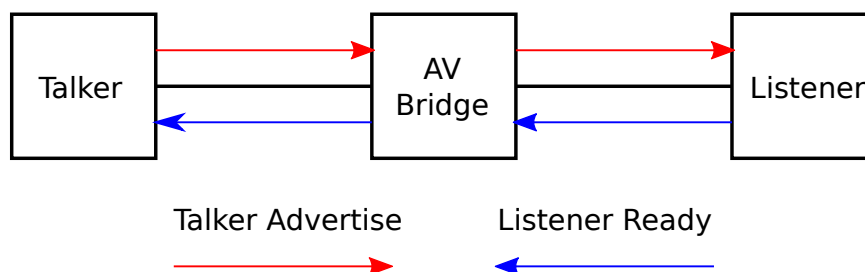 Talker
AV
Bridge
Listener
Talker Advertise
Listener Ready